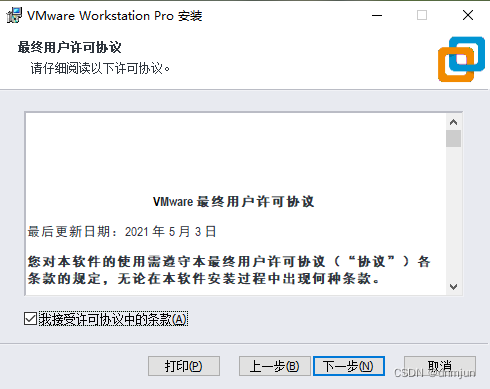 VMware Workstation Pro 安装
最终用户许可协议
请仔细阅读以下许可协议。
VMware 最终用户许可协议
最后更新日期：2021 年 5 月 3 日
您对本软件的使用需遵守本最终用户许可协议（“协议”）各
条款的规定，无论在本软件安装过程中出现何种条款。
我接受许可协议中的条款(A)
打印(P) 上一步(B) 下一步(N) 取消
CSDN @dnmjun